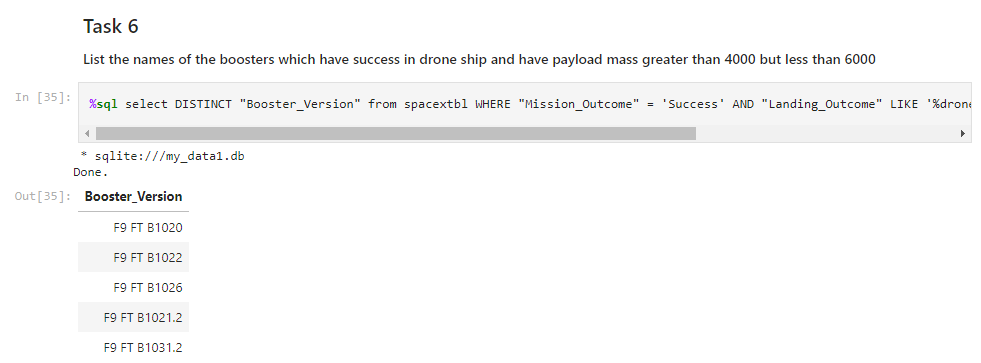 Task 6
List the names of the boosters which have success in drone ship and have payload mass greater than 4000 but less than 6000
In [35]: %sql select DISTINCT "Booster_Version" from spacextbl WHERE "Mission_Outcome" = 'Success' AND "Landing_Outcome" LIKE '%drone
* sqlite:///my_data1.db
Done.
Out[35]: Booster_Version
F9 FT B1020
F9 FT B1022
F9 FT B1026
F9 FT B1021.2
F9 FT B1031.2